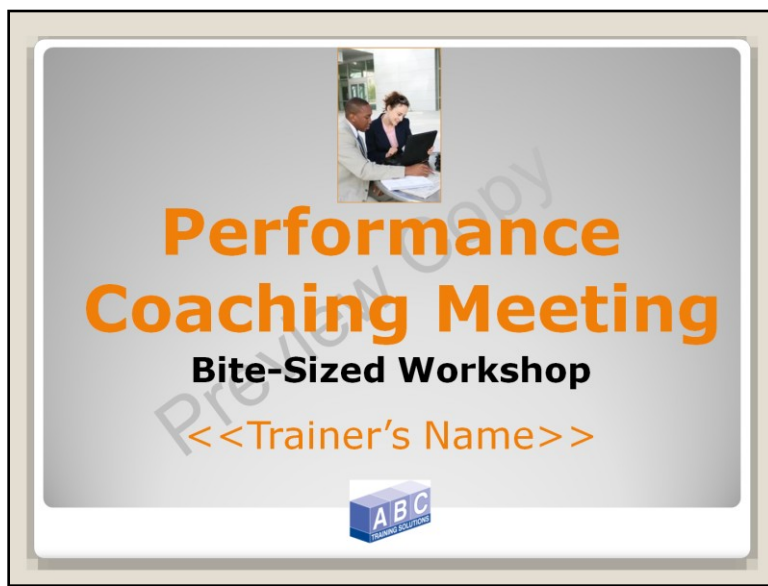 Performance
Coaching Meeting
Bite-Sized Workshop
<<Trainer’s Name>>
Preview Copy
ABC
TRAINING SOLUTIONS